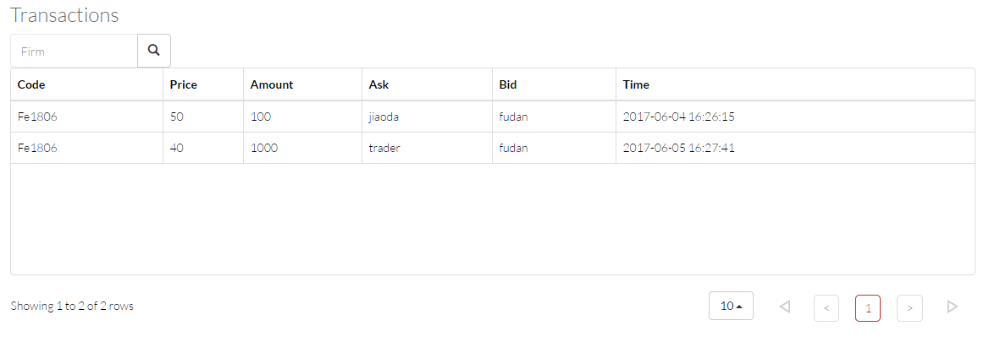 Transactions
Firm
Code Price Amount Ask Bid Time
Fe1806 50 100 jiaoda fudan 2017-06-04 16:26:15
Fe1806 40 1000 trader fudan 2017-06-05 16:27:41
Showing 1 to 2 of 2 rows 10 < 1 >